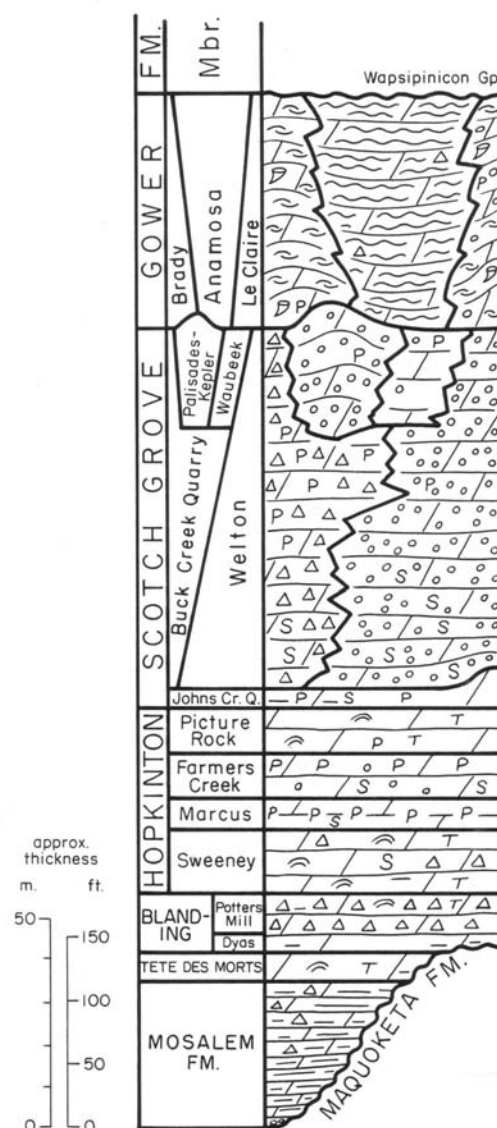 FM.
Mbr.
Wapsipinicon Gp
GOWER
Brady
Anamosa
Le Claire
SCOTCH GROVE
Palisades-
Kepler
Waubeek
Buck Creek Quarry
Welton
Johns Cr. Q.
HOPKINTON
Picture
Rock
Farmers
Creek
Marcus
Sweeney
BLAND-
ING
Potters
Mill
Dyas
TETE DES MORTS
MOSALEM
FM.
MAQUOKETA FM.
approx.
thickness
m. ft.
50
150
100
50
0 0